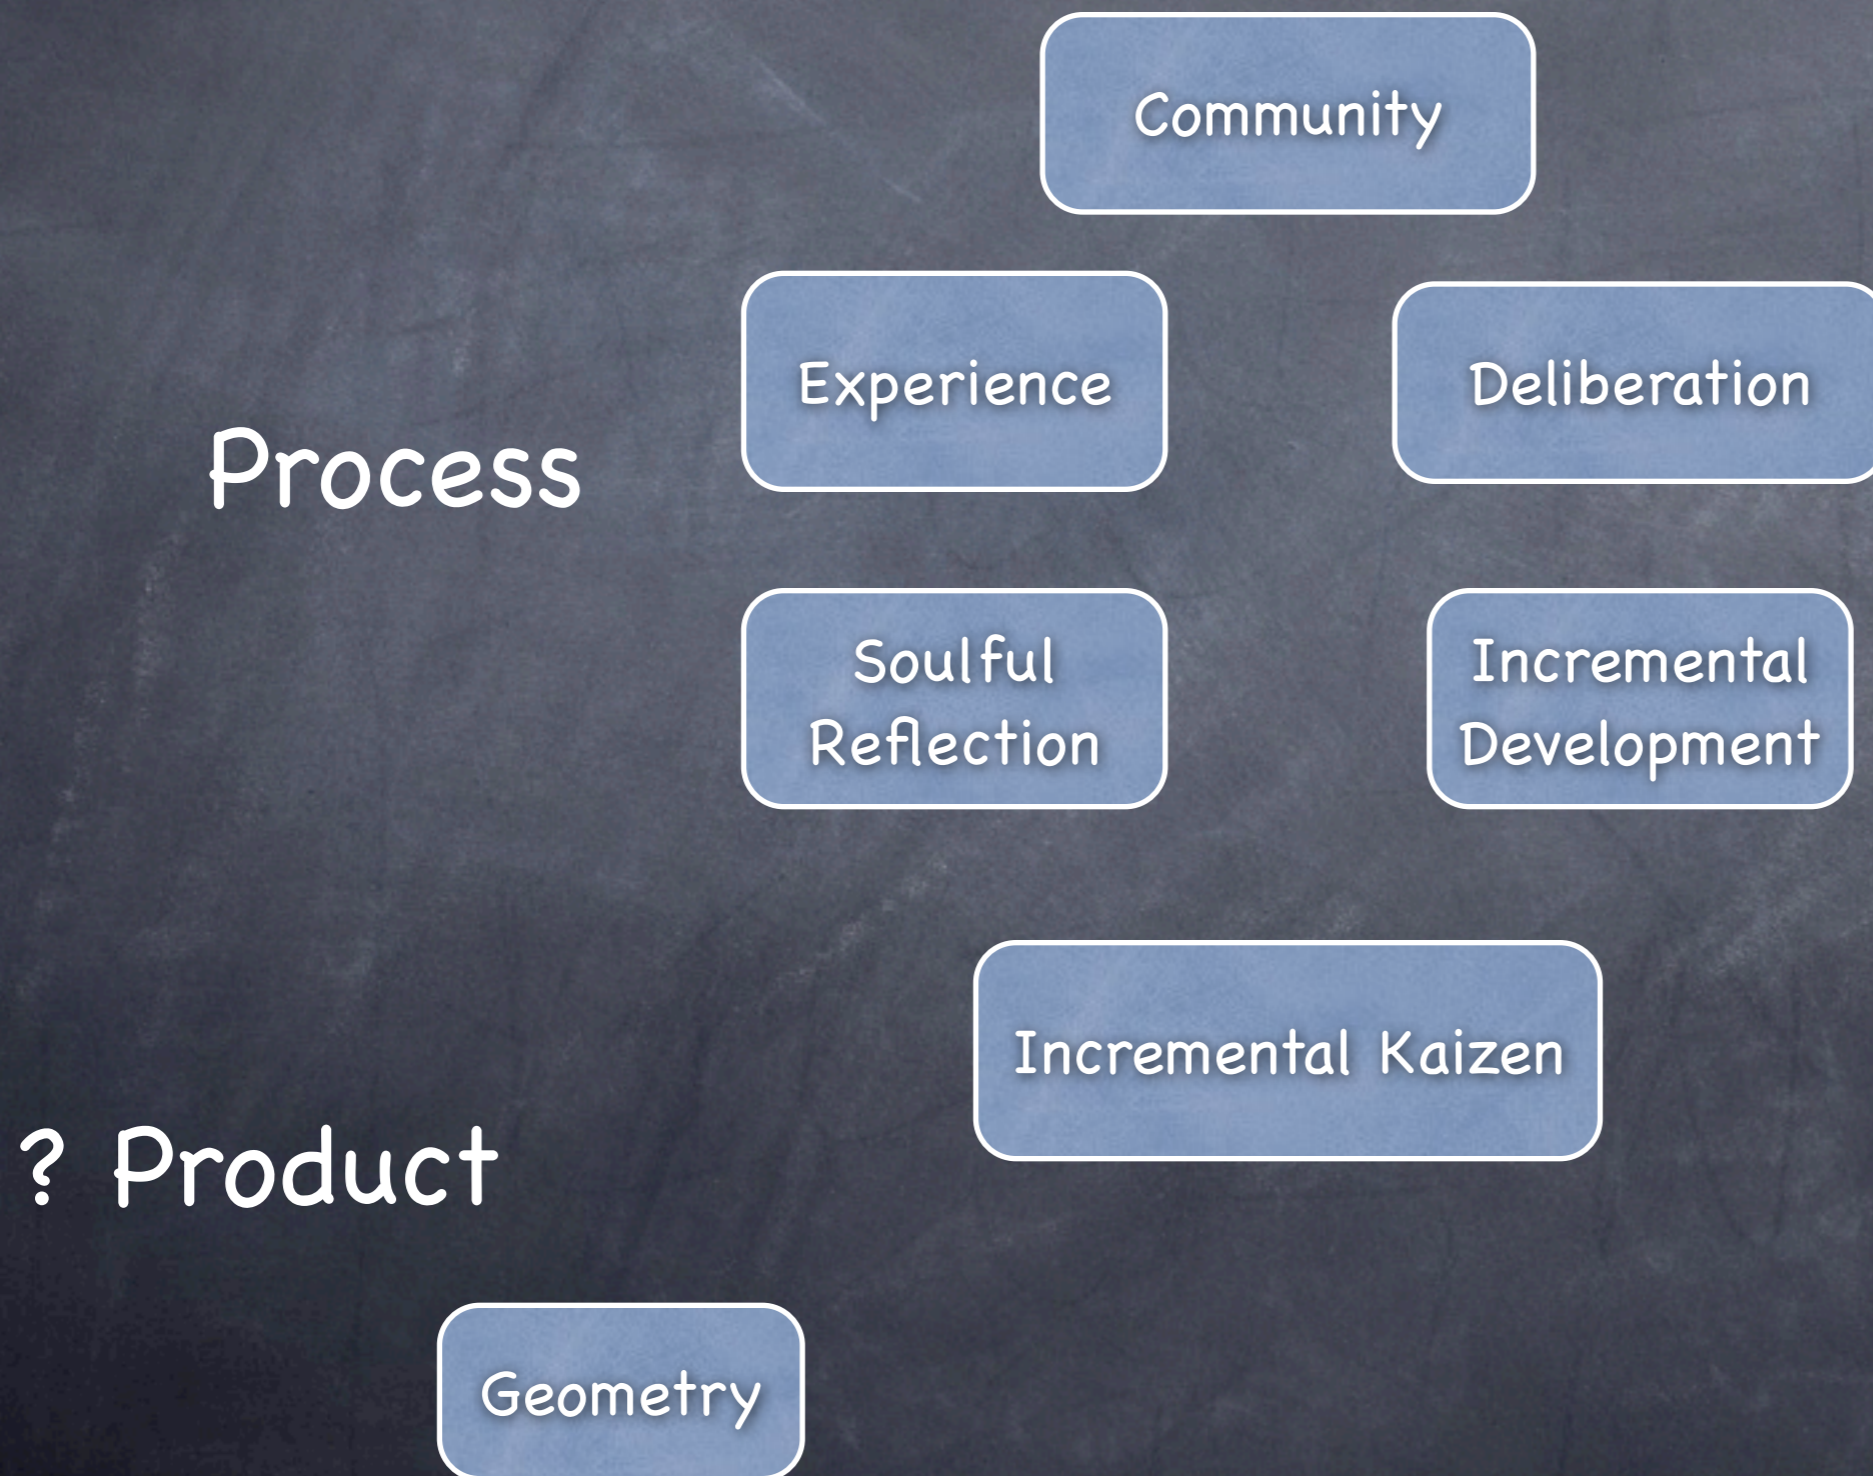 Community
Experience
Deliberation
Process
Soulful
Reflection
Incremental
Development
Incremental Kaizen
? Product
Geometry